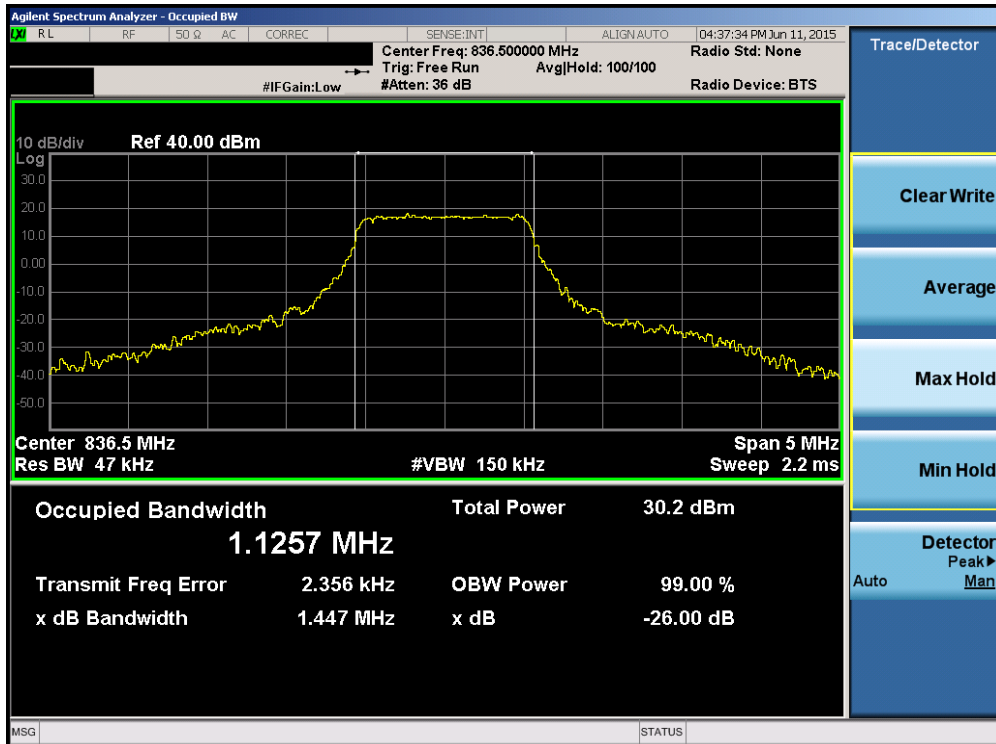 Agilent Spectrum Analyzer - Occupied BW
LXI RL RF 50 Ω AC CORREC SENSE:INT ALIGN AUTO 04:37:34 PM Jun 11, 2015
Center Freq: 836.500000 MHz Radio Std: None
Trig: Free Run Avg|Hold: 100/100
#IFGain:Low #Atten: 36 dB Radio Device: BTS
10 dB/div Ref 40.00 dBm
Log
30.0
20.0
10.0
0.00
-10.0
-20.0
-30.0
-40.0
-50.0
Center 836.5 MHz Span 5 MHz
Res BW 47 kHz #VBW 150 kHz Sweep 2.2 ms
Occupied Bandwidth Total Power 30.2 dBm
1.1257 MHz
Transmit Freq Error 2.356 kHz OBW Power 99.00 %
x dB Bandwidth 1.447 MHz x dB -26.00 dB
MSG STATUS
Trace/Detector
Clear Write
Average
Max Hold
Min Hold
Detector
Peak▶
Auto Man